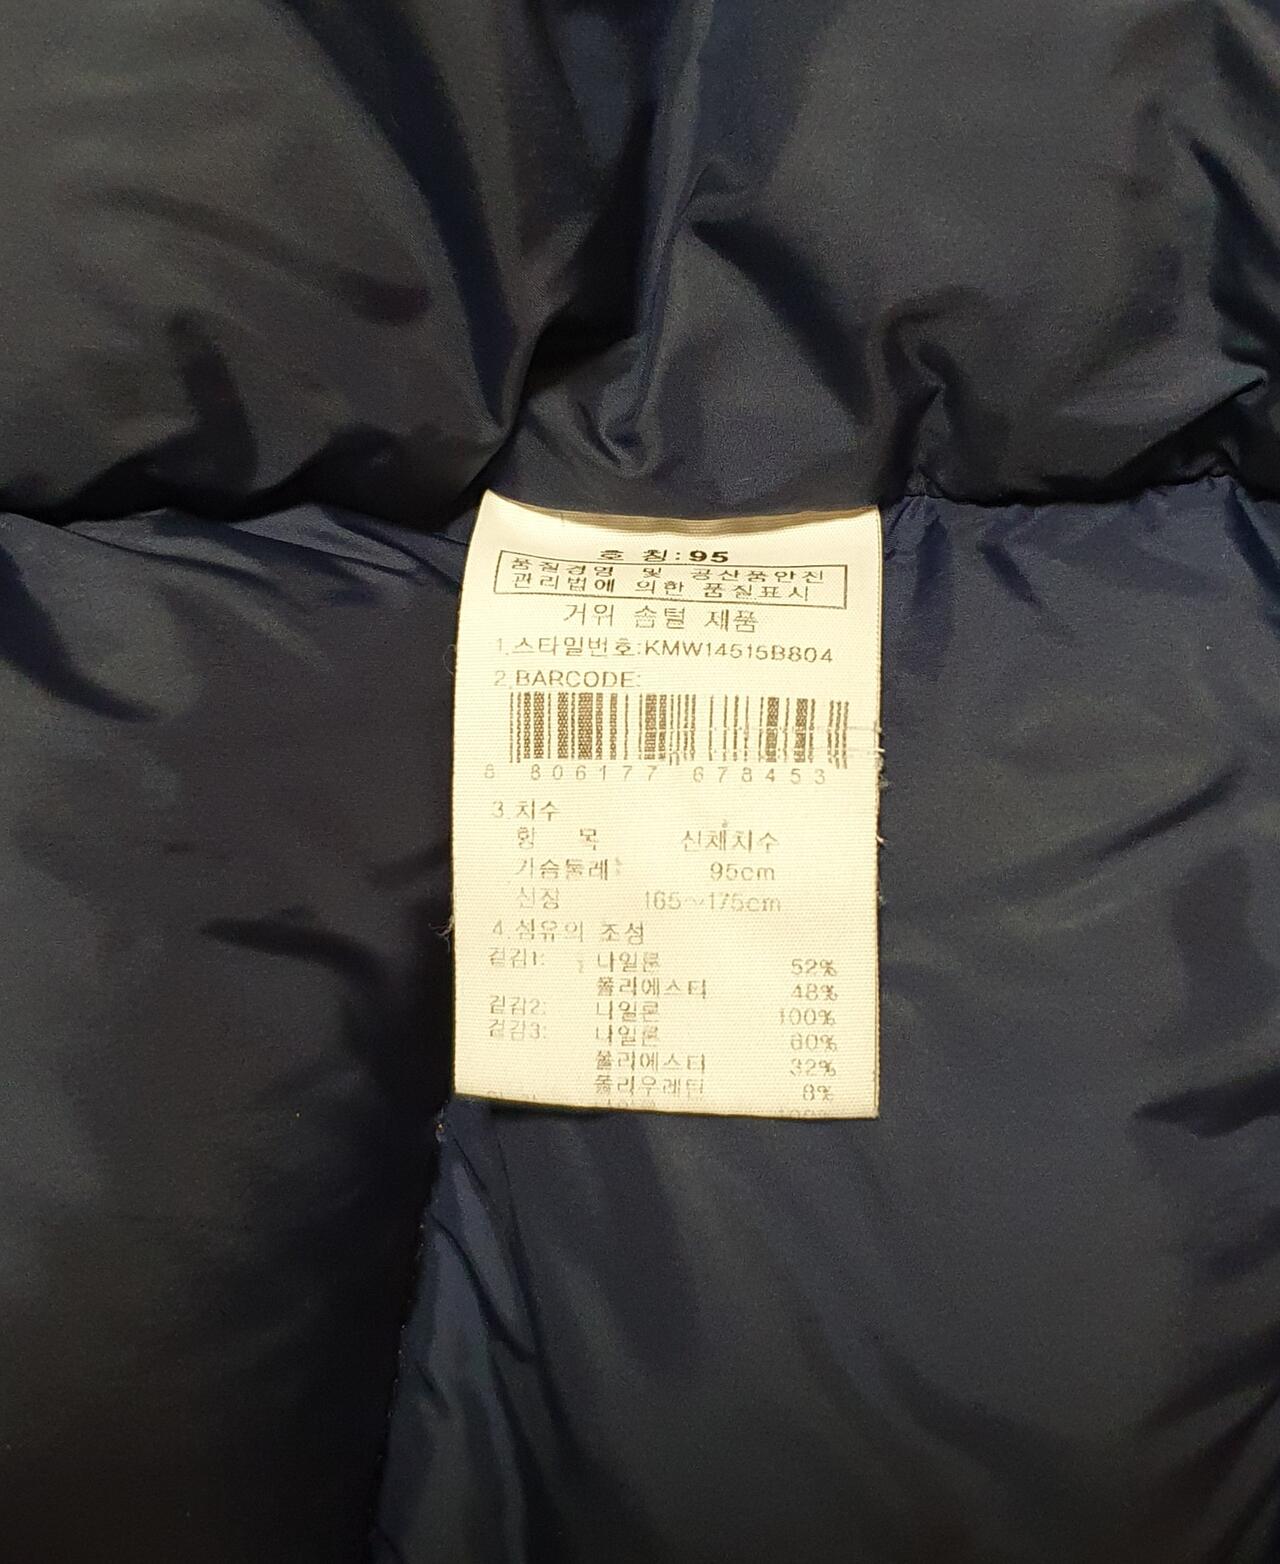 호 칭:95
품질경영 및 공산품안전
관리법에 의한 품질표시
거위 솜털 제품
1.스타일번호:KMW14515B804
2.BARCODE:
8 806177 678453
3.치수
항 목 신체치수
가슴둘레 95cm
신장 165~175cm
4.섬유의 조성
겉감1: 나일론 52%
폴리에스터 48%
겉감2: 나일론 100%
겉감3: 나일론 60%
폴리에스터 32%
폴리우레탄 8%